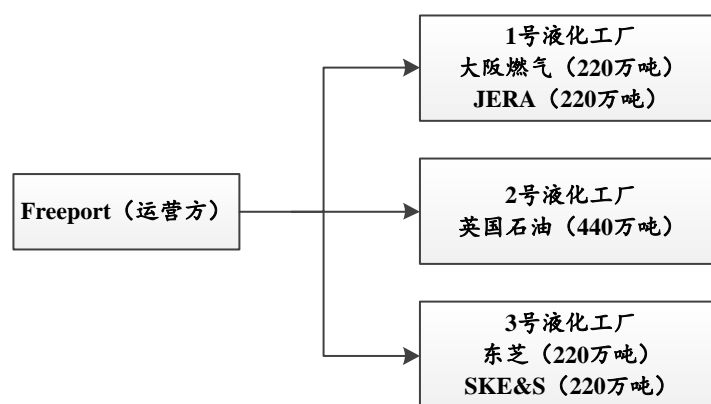 1号液化工厂
大阪燃气（220万吨）
JERA（220万吨）
Freeport（运营方）
2号液化工厂
英国石油（440万吨）
3号液化工厂
东芝（220万吨）
SKE&S（220万吨）